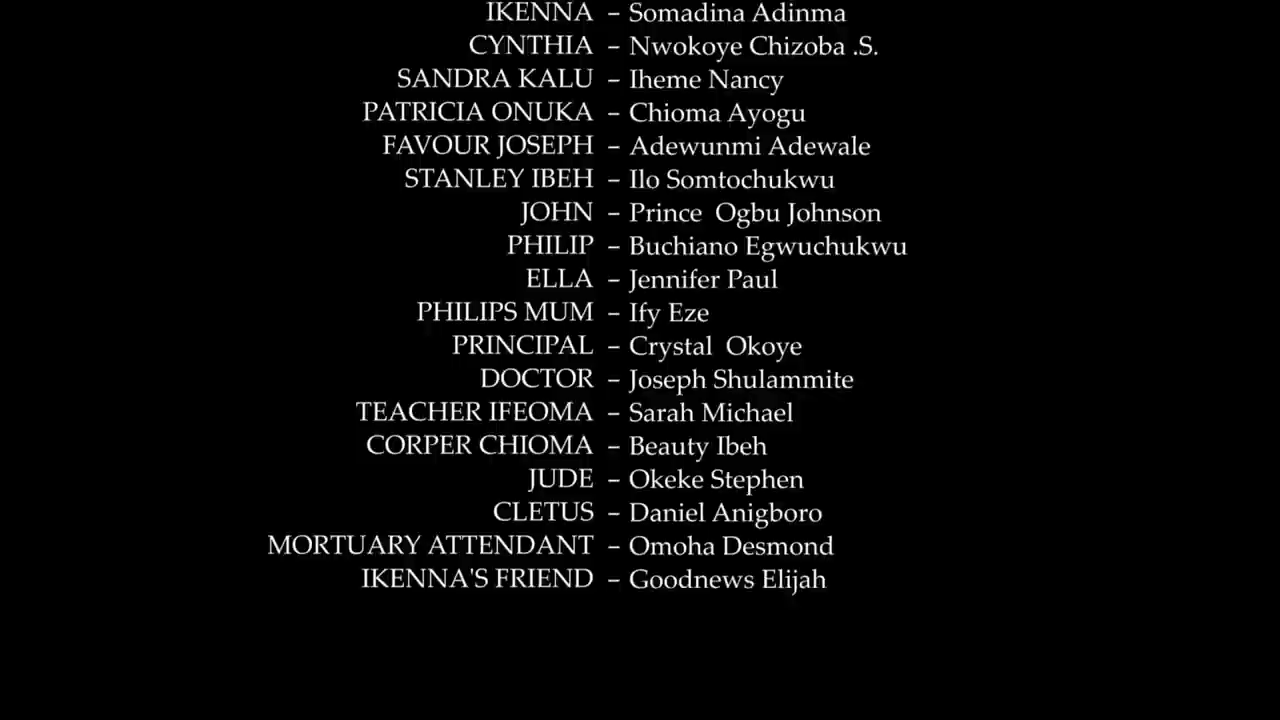 IKENNA – Somadina Adinma
CYNTHIA – Nwokoye Chizoba .S.
SANDRA KALU – Iheme Nancy
PATRICIA ONUKA – Chioma Ayogu
FAVOUR JOSEPH – Adewunmi Adewale
STANLEY IBEH – Ilo Somtochukwu
JOHN – Prince  Ogbu Johnson
PHILIP – Buchiano Egwuchukwu
ELLA – Jennifer Paul
PHILIPS MUM – Ify Eze
PRINCIPAL – Crystal  Okoye
DOCTOR – Joseph Shulammite
TEACHER IFEOMA – Sarah Michael
CORPER CHIOMA – Beauty Ibeh
JUDE – Okeke Stephen
CLETUS – Daniel Anigboro
MORTUARY ATTENDANT – Omoha Desmond
IKENNA'S FRIEND – Goodnews Elijah